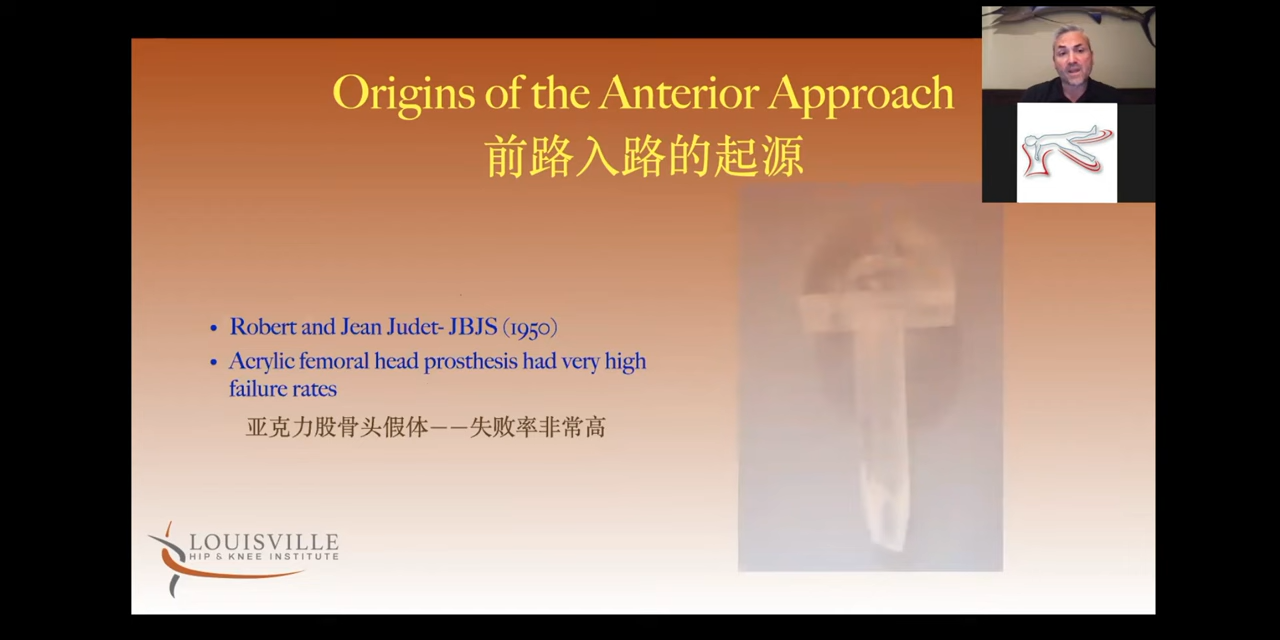 Origins of the Anterior Approach
前路入路的起源
• Robert and Jean Judet- JBJS (1950)
• Acrylic femoral head prosthesis had very high
failure rates
亚克力股骨头假体——失败率非常高
LOUISVILLE
HIP & KNEE INSTITUTE